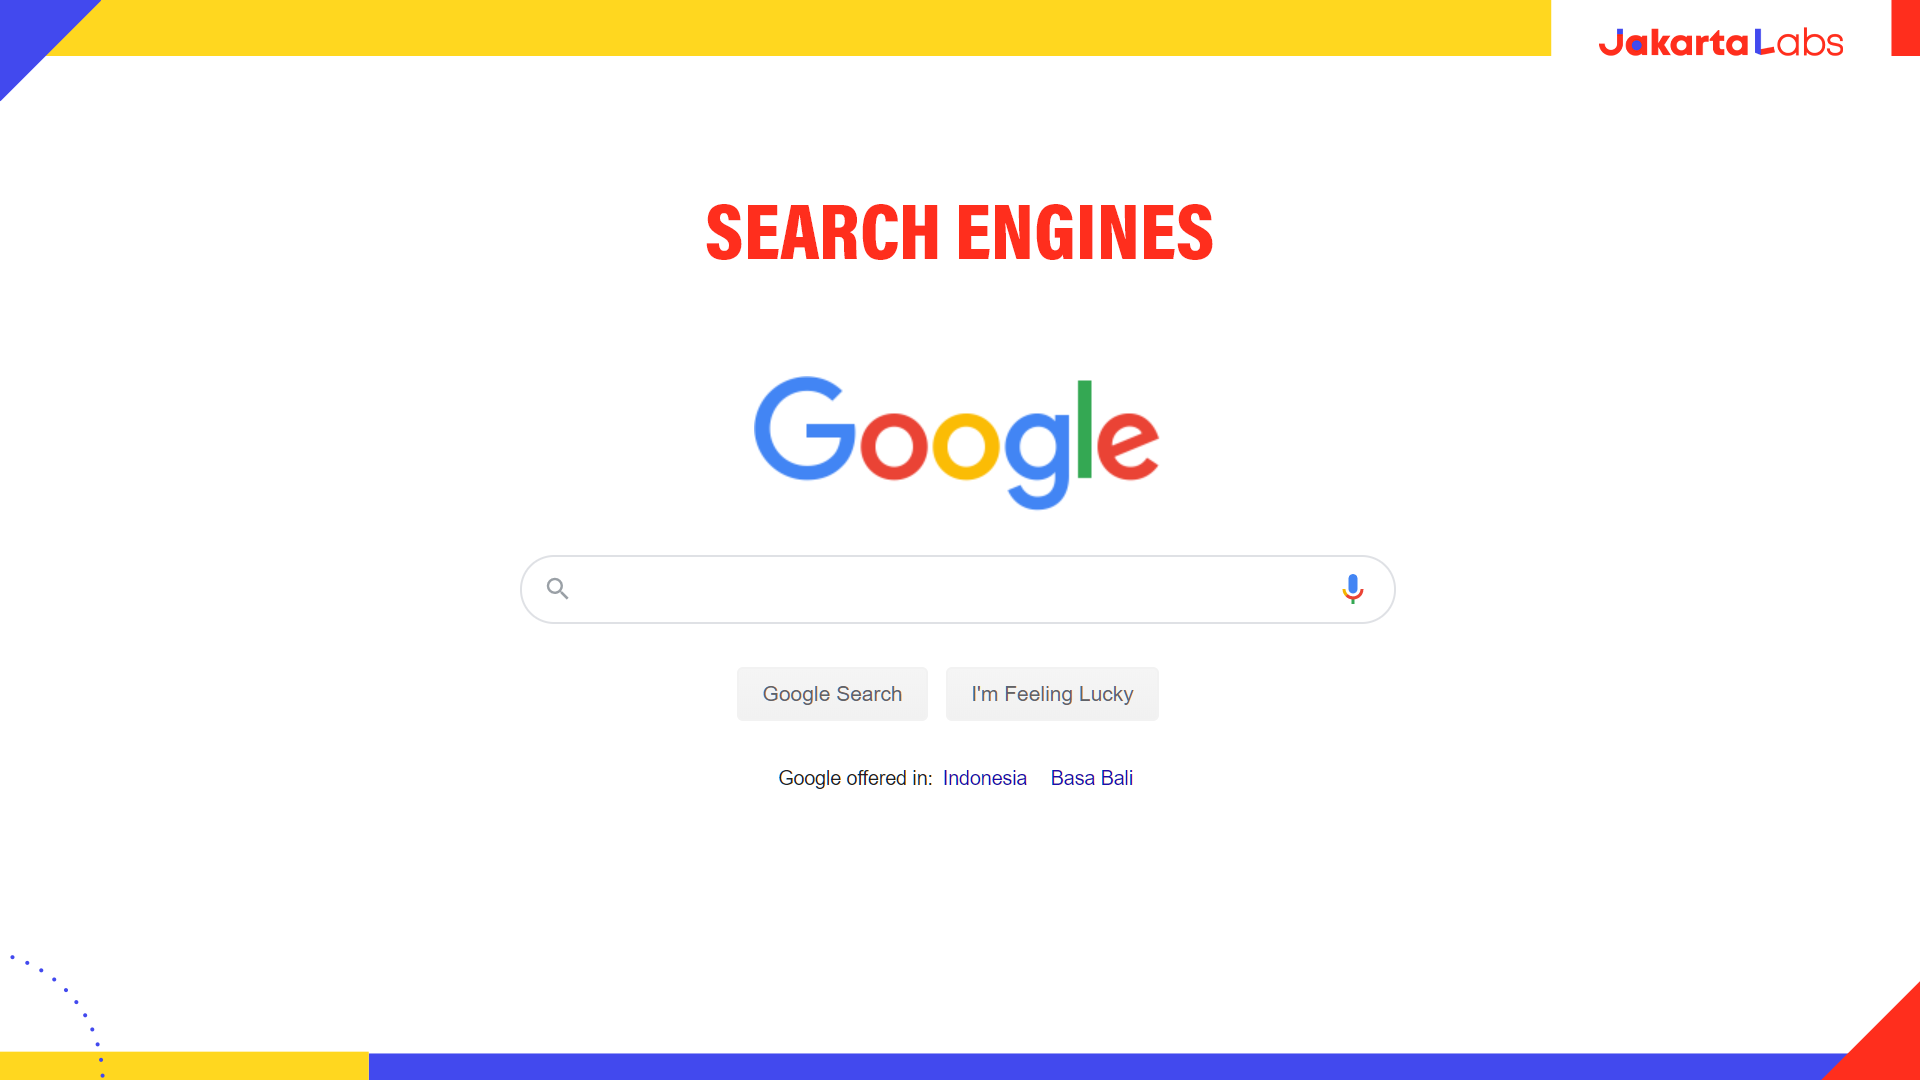 JakartaLabs
SEARCH ENGINES
Google
Google Search
I'm Feeling Lucky
Google offered in: Indonesia Basa Bali